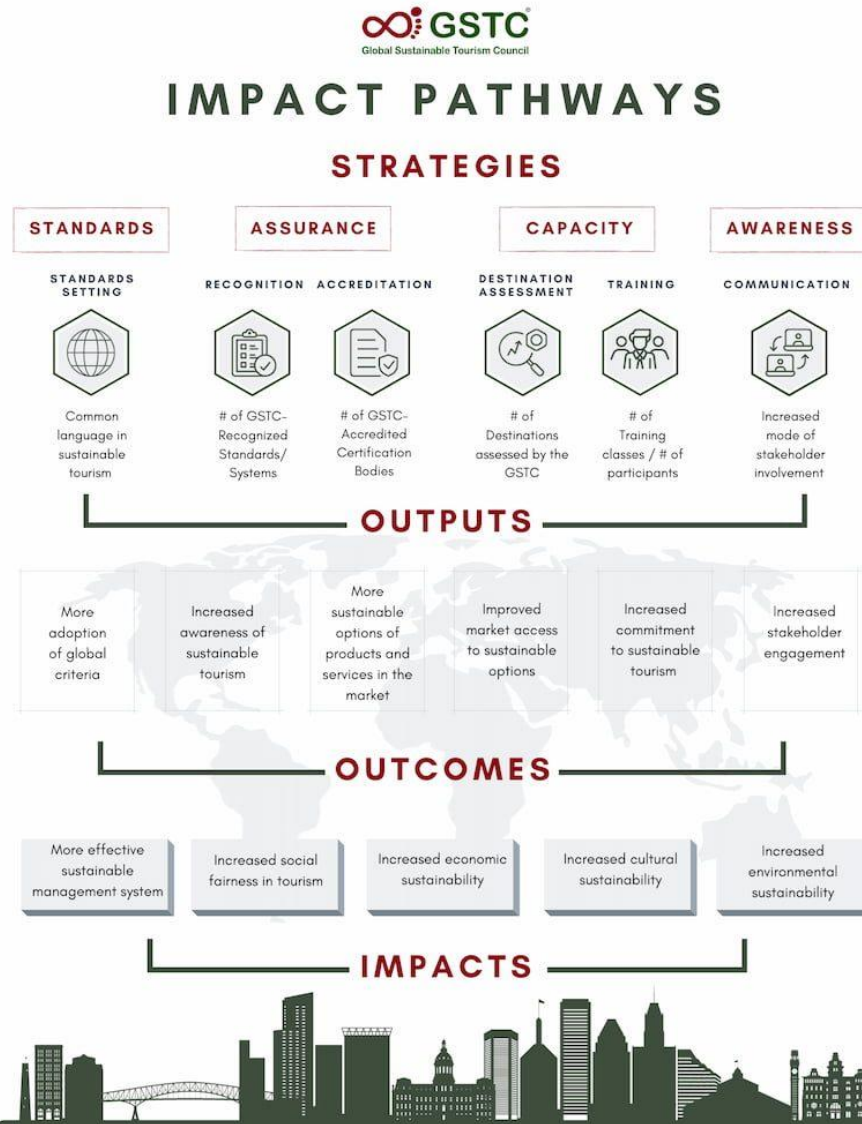 GSTC®
Global Sustainable Tourism Council
IMPACT PATHWAYS
STRATEGIES
STANDARDS
ASSURANCE
CAPACITY
AWARENESS
STANDARDS
SETTING
RECOGNITION
ACCREDITATION
DESTINATION
ASSESSMENT
TRAINING
COMMUNICATION
Common
language in
sustainable
tourism
# of GSTC-
Recognized
Standards/
Systems
# of GSTC-
Accredited
Certification
Bodies
# of
Destinations
assessed by the
GSTC
# of
Training
classes / # of
participants
Increased
mode of
stakeholder
involvement
OUTPUTS
More
adoption
of global
criteria
Increased
awareness of
sustainable
tourism
More
sustainable
options of
products and
services in the
market
Improved
market access
to sustainable
options
Increased
commitment
to sustainable
tourism
Increased
stakeholder
engagement
OUTCOMES
More effective
sustainable
management system
Increased social
fairness in tourism
Increased economic
sustainability
Increased cultural
sustainability
Increased
environmental
sustainability
IMPACTS